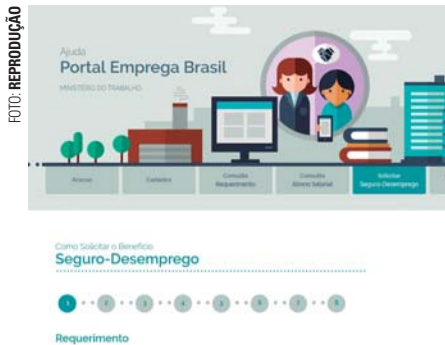 FOTO: REPRODUÇÃO
Ajuda
Portal Emprega Brasil
MINISTÉRIO DO TRABALHO
Acesso
Cadastro
Consulta
Requerimento
Consulta
Abono Salarial
Solicitar
Seguro-Desemprego
Como Solicitar o Benefício
Seguro-Desemprego
1 2 3 4 5 6 7 8
Requerimento